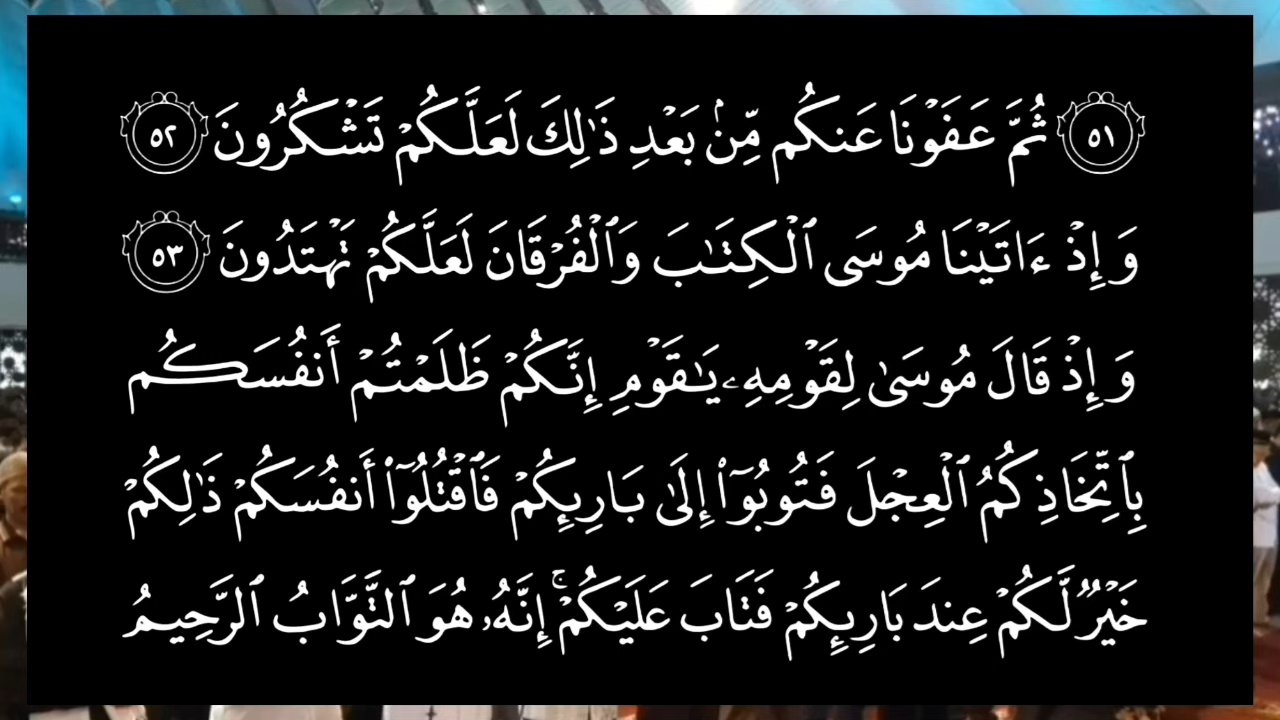 ٥١ ثُمَّ عَفَوْنَا عَنكُم مِّنۢ بَعْدِ ذَٰلِكَ لَعَلَّكُمْ تَشْكُرُونَ ٥٢
وَإِذْ ءَاتَيْنَا مُوسَى ٱلْكِتَـٰبَ وَٱلْفُرْقَانَ لَعَلَّكُمْ تَهْتَدُونَ ٥٣
وَإِذْ قَالَ مُوسَىٰ لِقَوْمِهِۦ يَـٰقَوْمِ إِنَّكُمْ ظَلَمْتُمْ أَنفُسَكُم
بِٱتِّخَاذِكُمُ ٱلْعِجْلَ فَتُوبُوٓا۟ إِلَىٰ بَارِئِكُمْ فَٱقْتُلُوٓا۟ أَنفُسَكُمْ ذَٰلِكُمْ
خَيْرٌ لَّكُمْ عِندَ بَارِئِكُمْ فَتَابَ عَلَيْكُمْ ۚ إِنَّهُۥ هُوَ ٱلتَّوَّابُ ٱلرَّحِيمُ